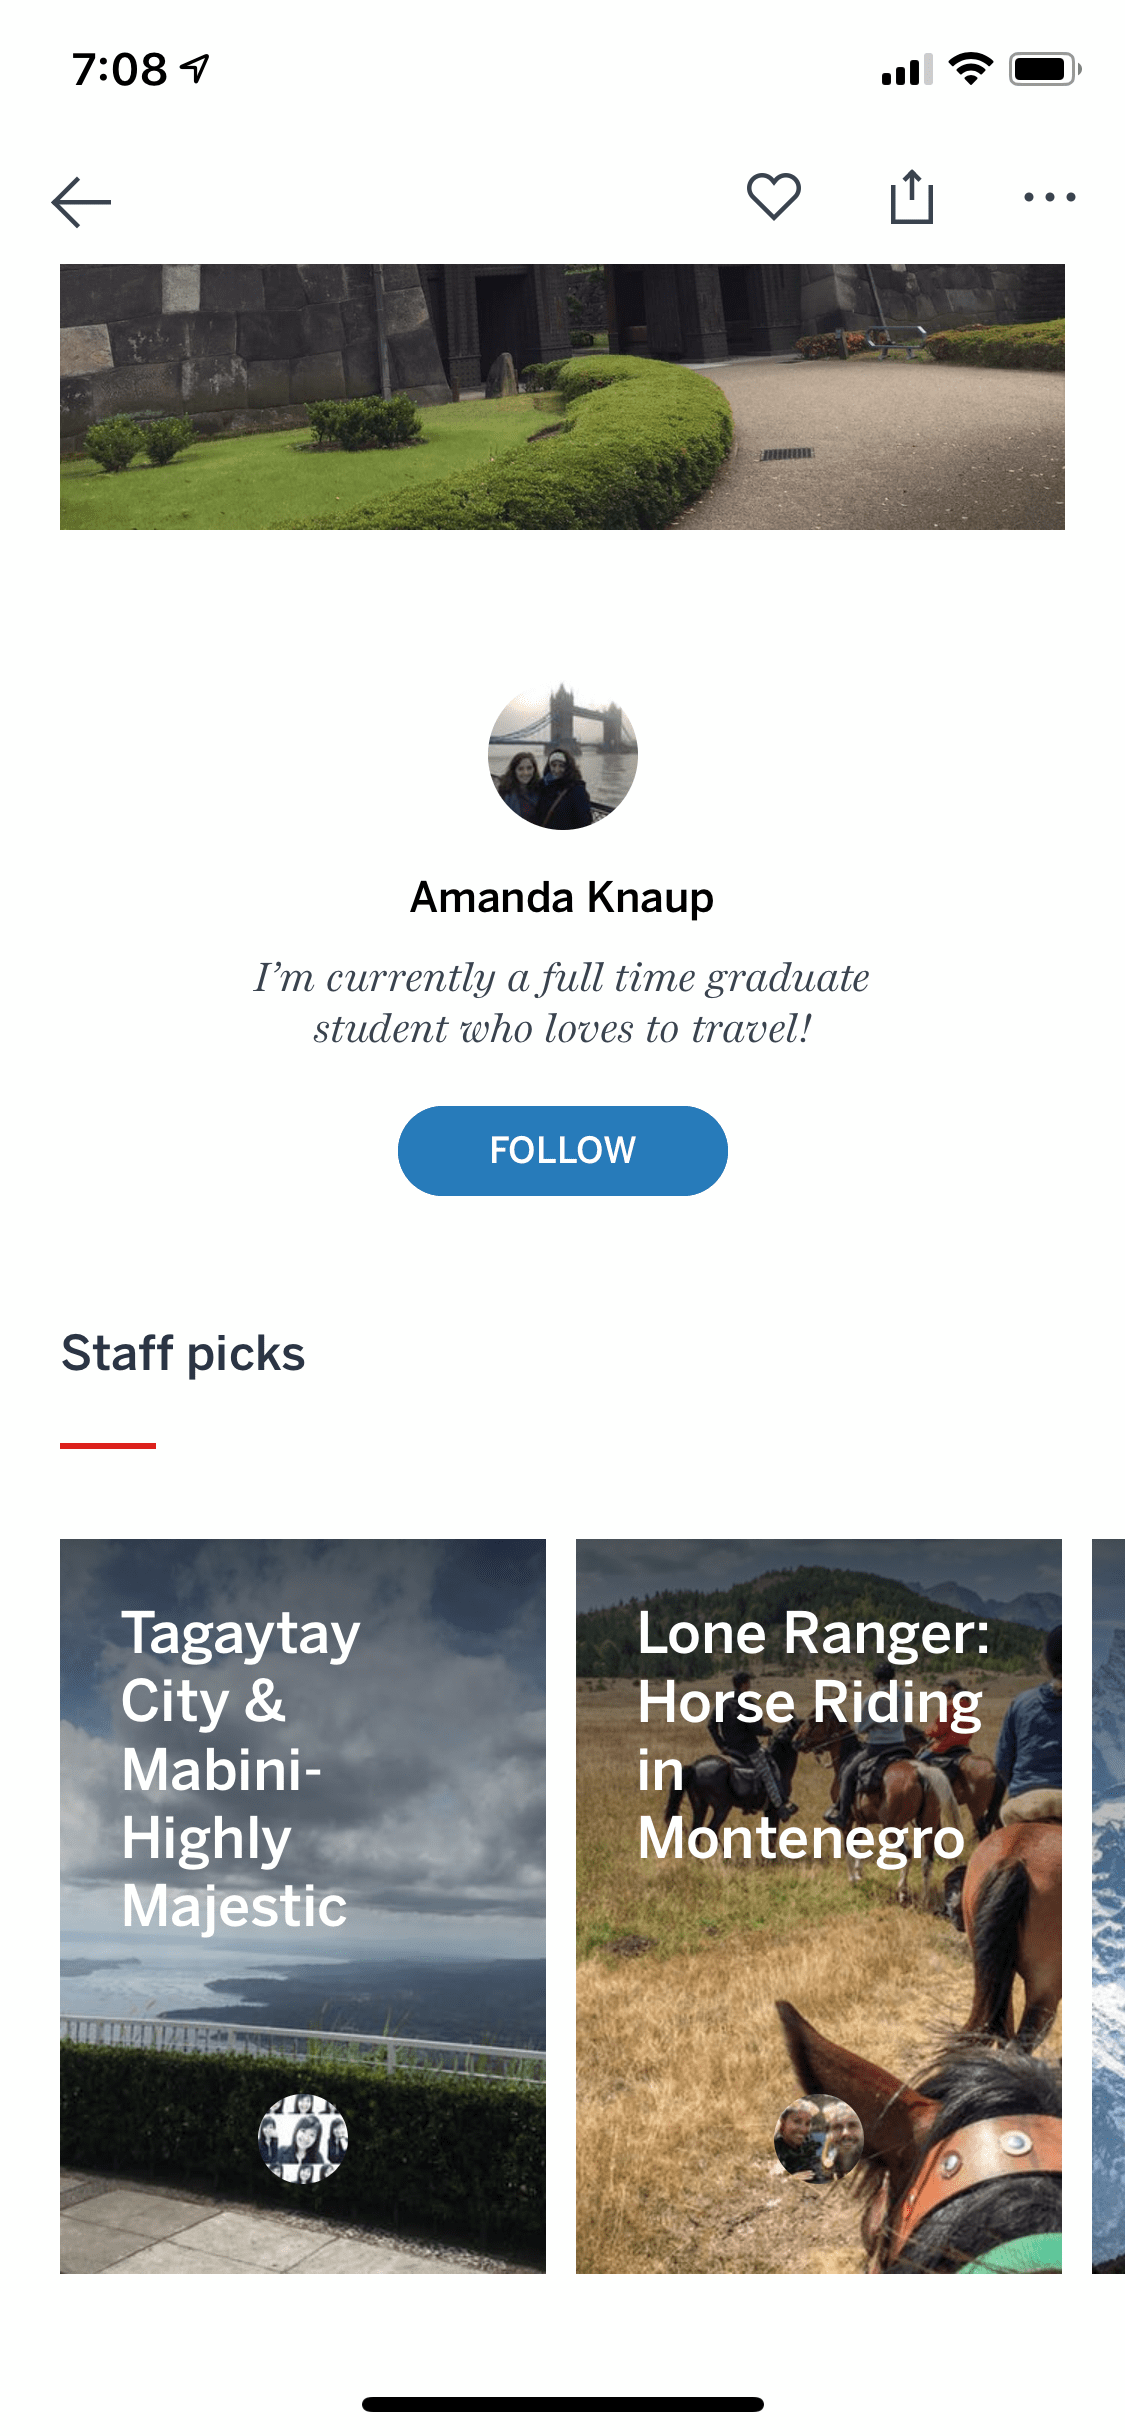 7:08
Amanda Knaup
I’m currently a full time graduate
student who loves to travel!
FOLLOW
Staff picks
Tagaytay
City &
Mabini-
Highly
Majestic
Lone Ranger:
Horse Riding
in
Montenegro